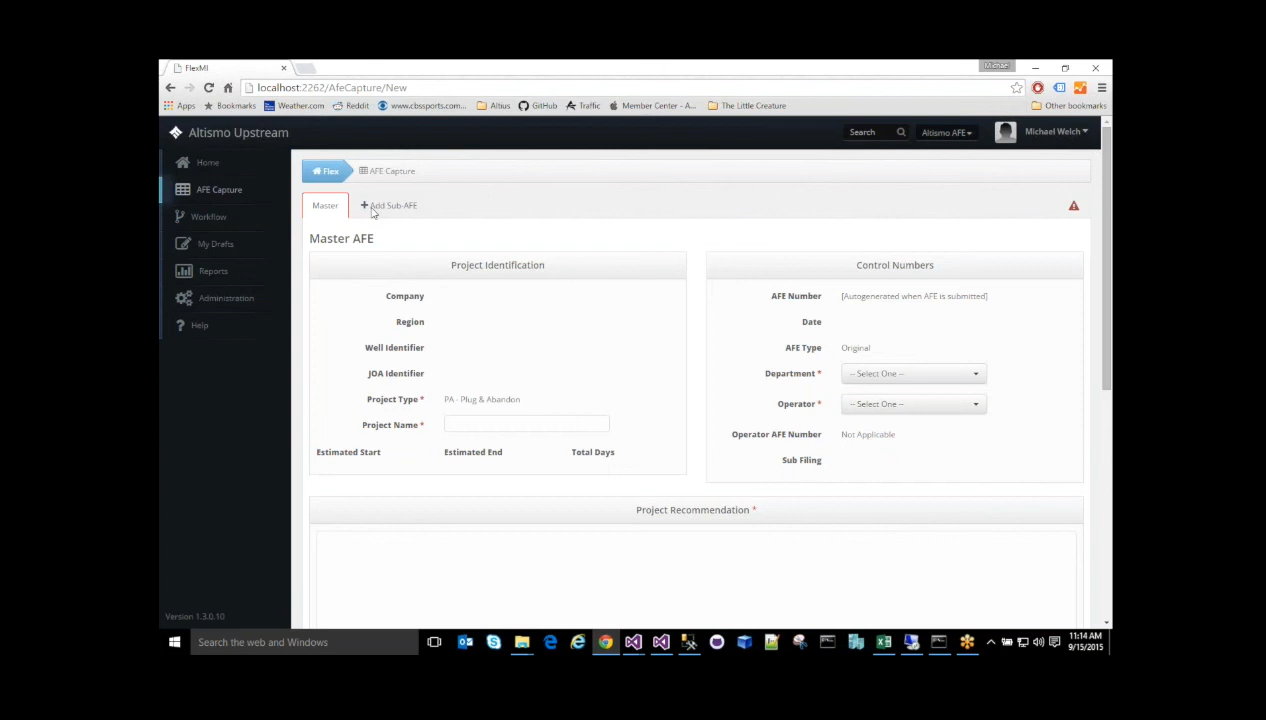 FlexMI
Michael
localhost:2262/AfeCapture/New
Apps Bookmarks Weather.com Reddit www.cbssports.com... Altius GitHub Traffic Member Center - A... The Little Creature Other bookmarks
Altismo Upstream
Search Altismo AFE Michael Welch
Home
AFE Capture
Workflow
My Drafts
Reports
Administration
Help
Version 1.3.0.10
Flex AFE Capture
Master + Add Sub-AFE
Master AFE
Project Identification
Company
Region
Well Identifier
JOA Identifier
Project Type * PA - Plug & Abandon
Project Name *
Estimated Start Estimated End Total Days
Control Numbers
AFE Number [Autogenerated when AFE is submitted]
Date
AFE Type Original
Department * -- Select One --
Operator * -- Select One --
Operator AFE Number Not Applicable
Sub Filing
Project Recommendation *
Search the web and Windows
11:14 AM
9/15/2015